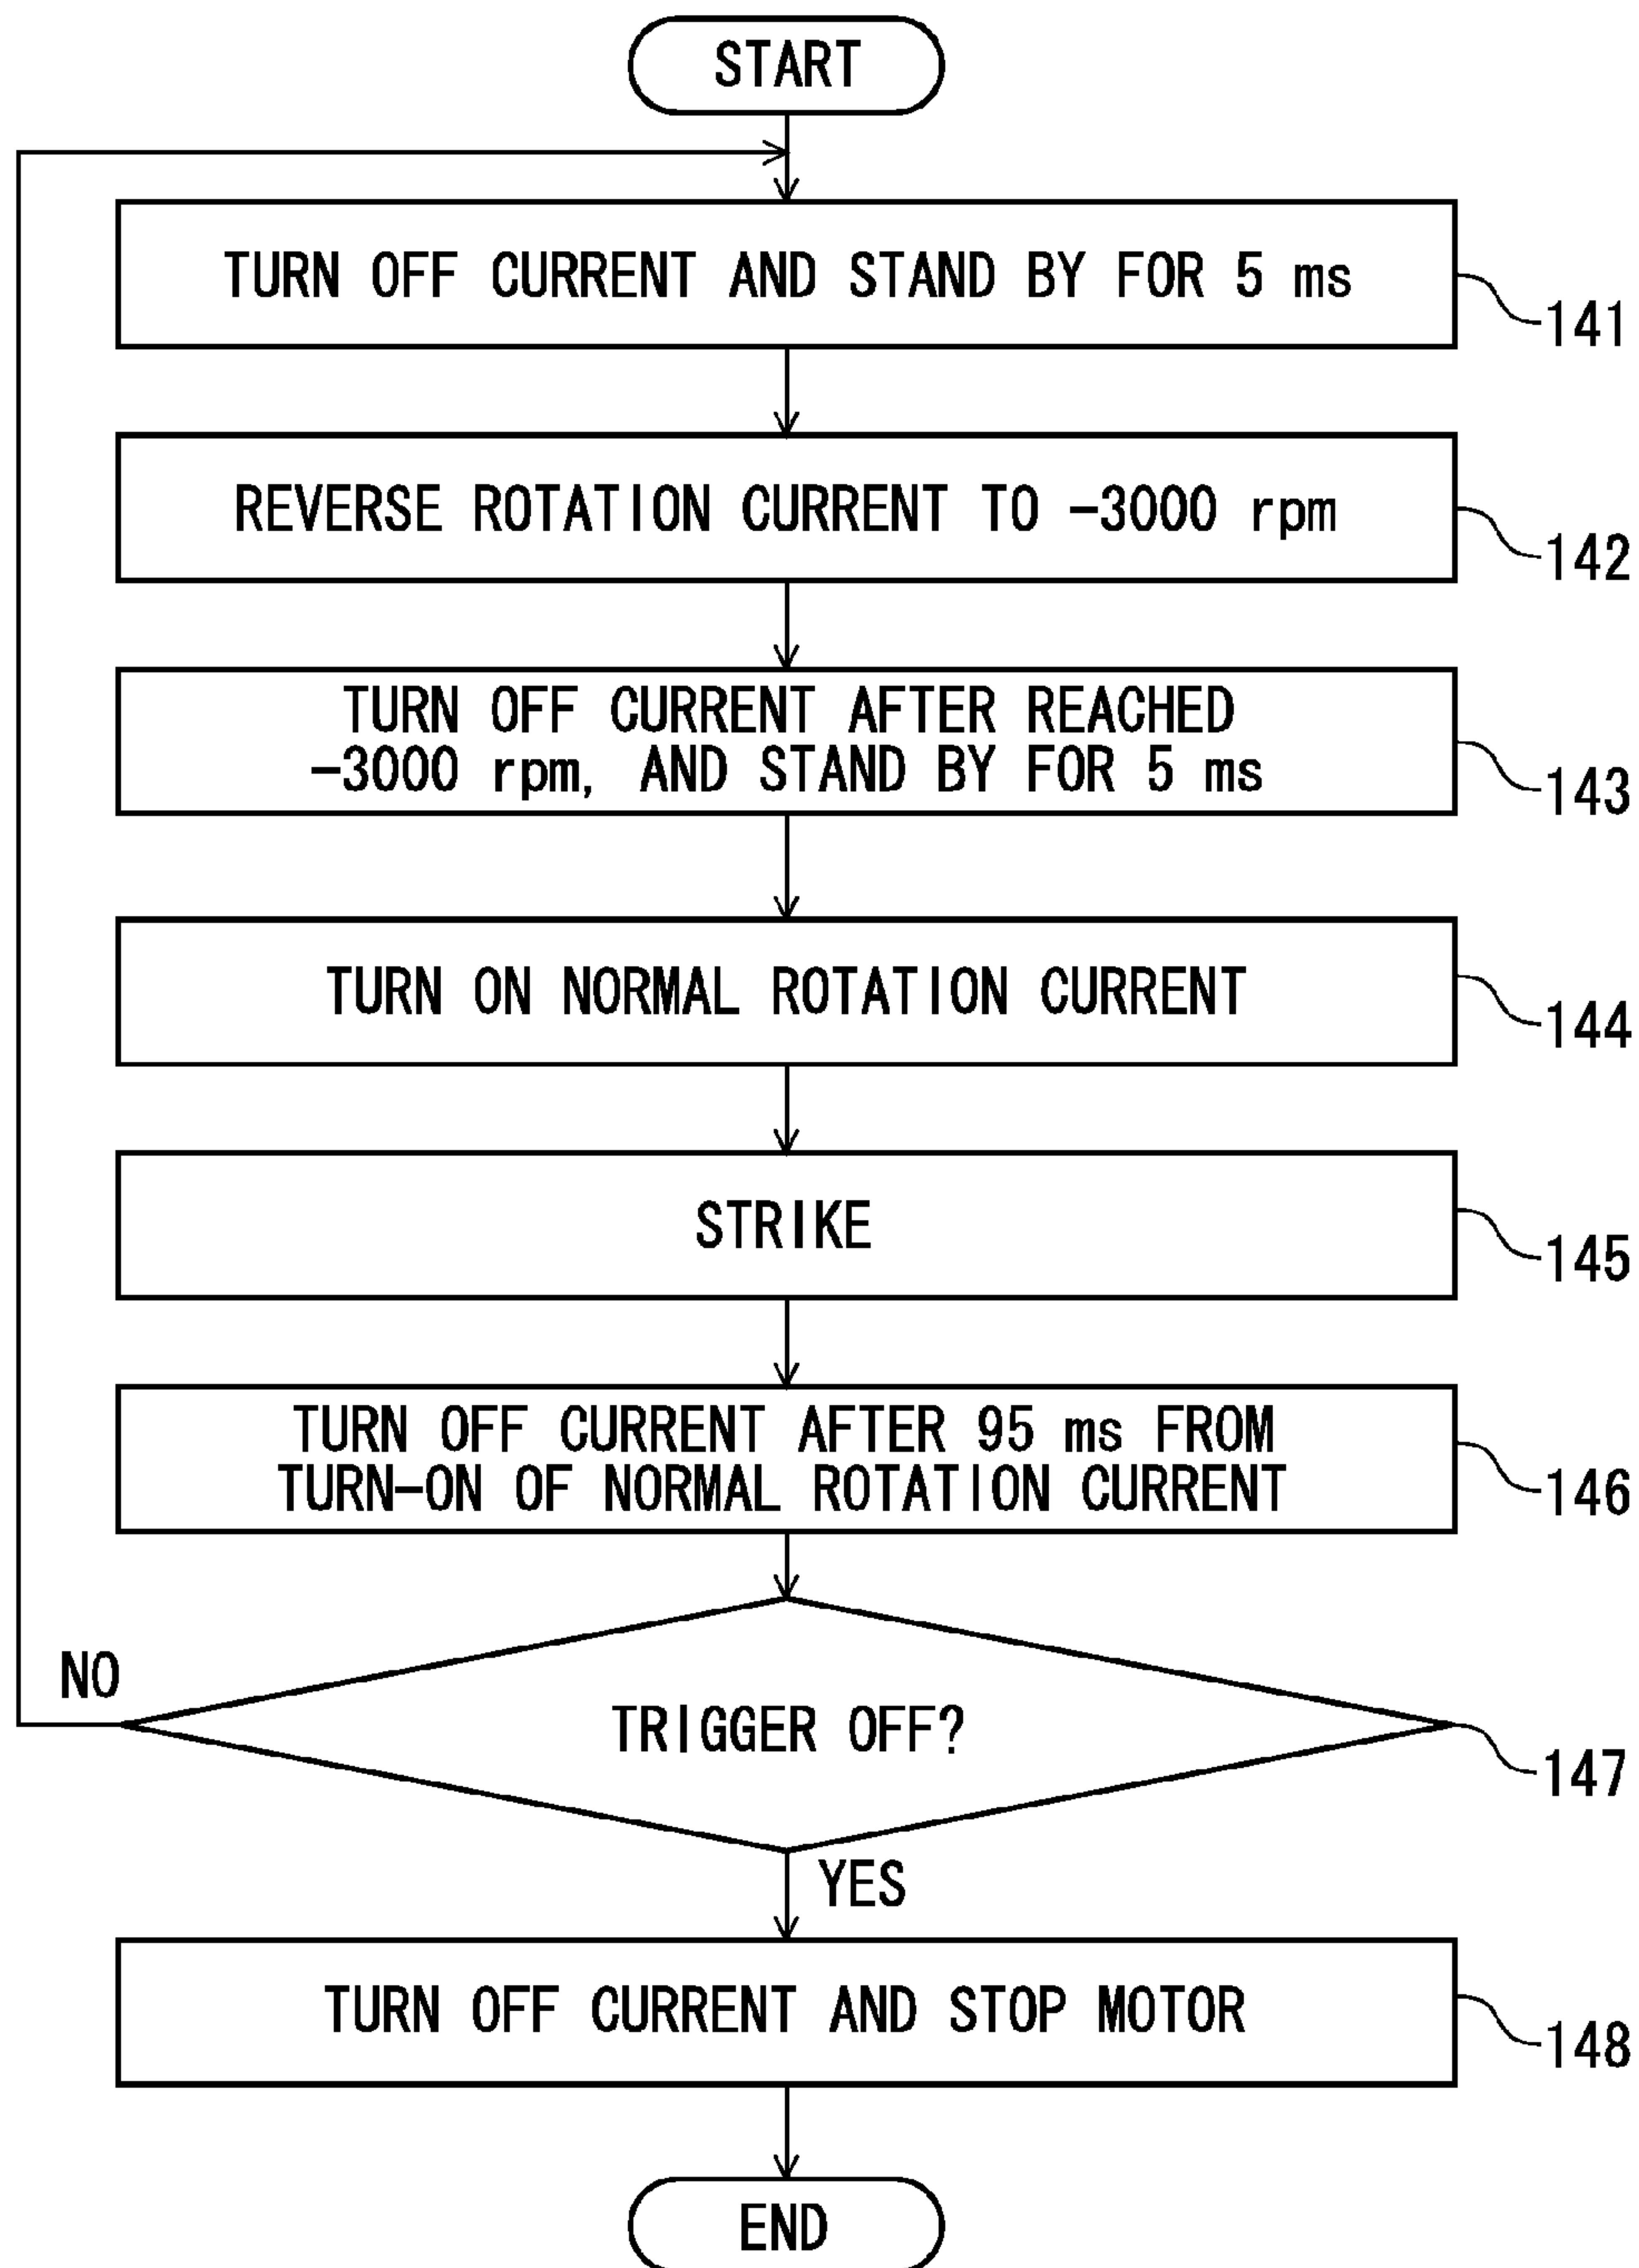 START
TURN OFF CURRENT AND STAND BY FOR 5 ms
141
REVERSE ROTATION CURRENT TO -3000 rpm
142
TURN OFF CURRENT AFTER REACHED
-3000 rpm, AND STAND BY FOR 5 ms
143
TURN ON NORMAL ROTATION CURRENT
144
STRIKE
145
TURN OFF CURRENT AFTER 95 ms FROM
TURN-ON OF NORMAL ROTATION CURRENT
146
NO
TRIGGER OFF?
147
YES
TURN OFF CURRENT AND STOP MOTOR
148
END